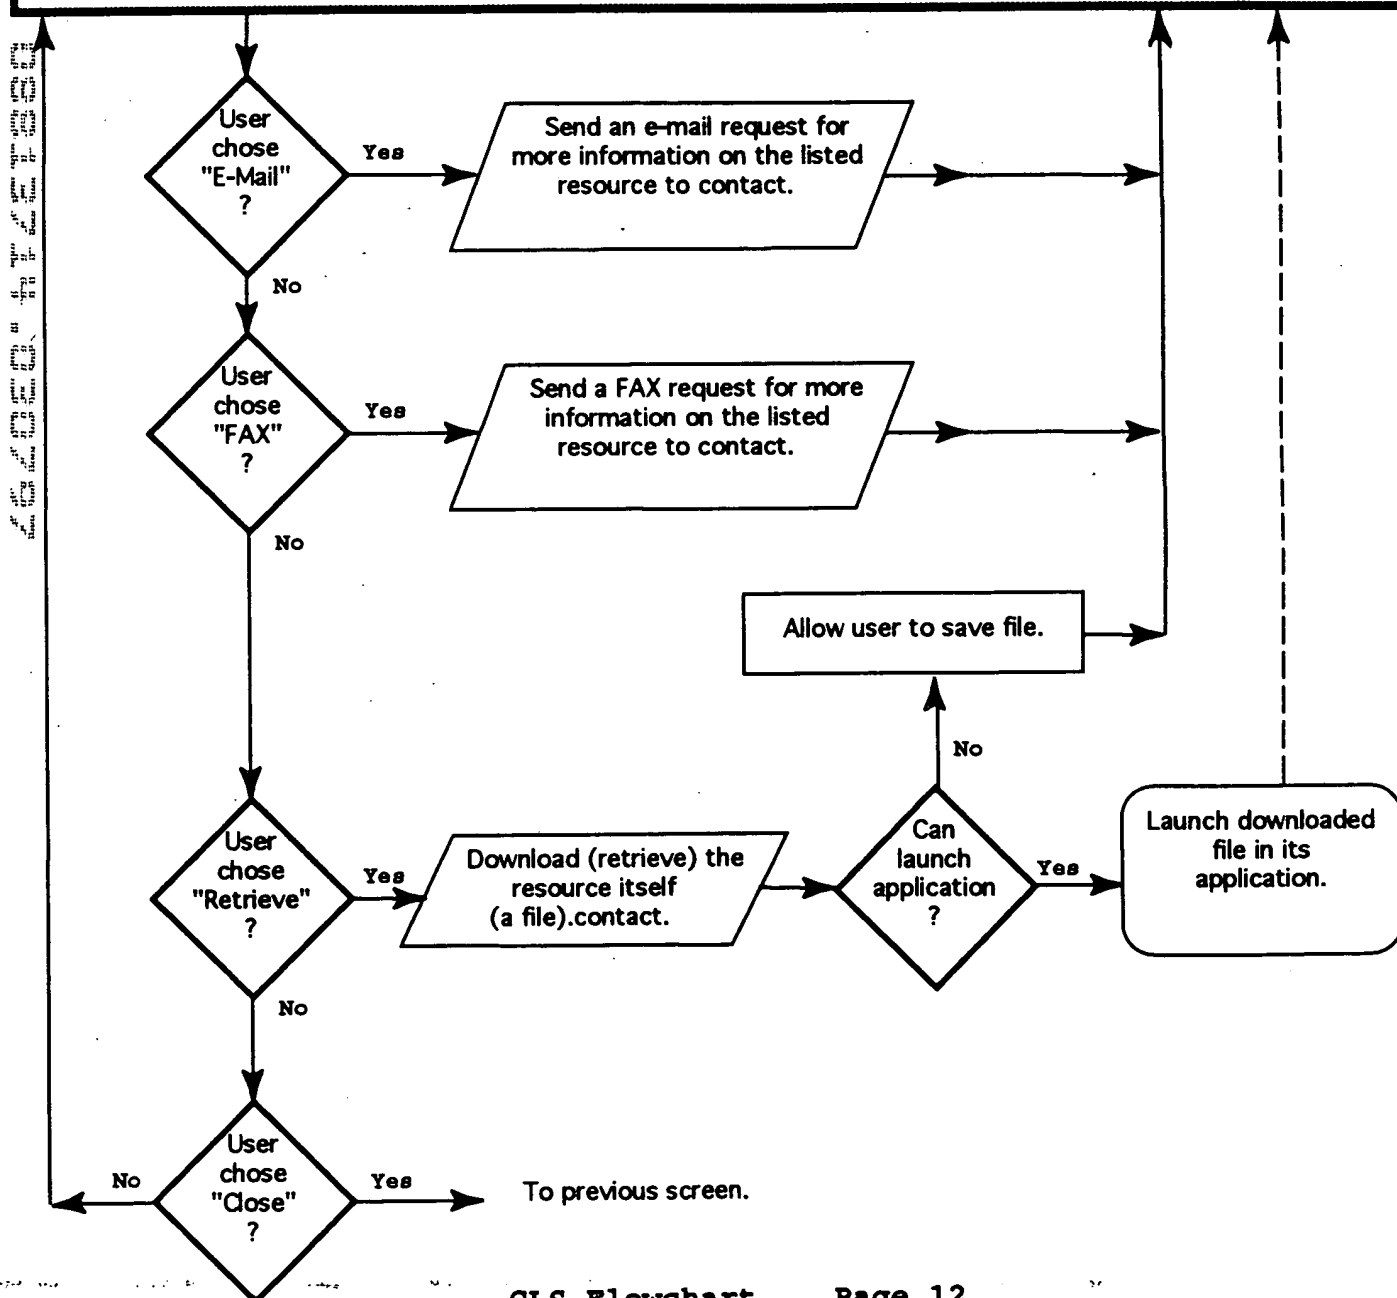 User
chose
"E-Mail"
?
Yes
Send an e-mail request for
more information on the listed
resource to contact.
No
User
chose
"FAX"
?
Yes
Send a FAX request for more
information on the listed
resource to contact.
No
Allow user to save file.
No
User
chose
"Retrieve"
?
Yes
Download (retrieve) the
resource itself
(a file).contact.
Can
launch
application
?
Yes
Launch downloaded
file in its
application.
No
User
chose
"Close"
?
No
Yes
To previous screen.
Flowchart Page 12